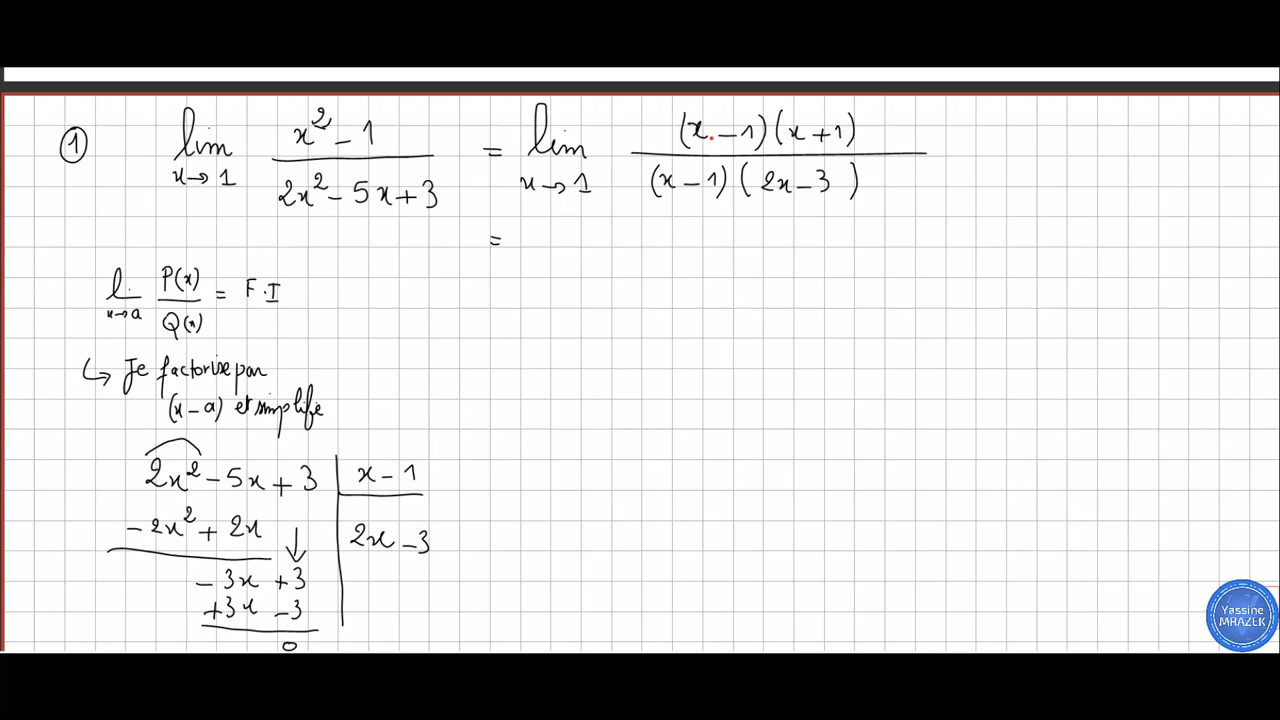 ① lim x→1 (x² - 1)/(2x² - 5x + 3) = lim x→1 ((x - 1)(x + 1))/((x - 1)(2x - 3))
=
l. x→a P(x)/Q(x) = F.I
↳ Je factorise par
(x - a) et simplifie
2x² - 5x + 3 | x - 1
- 2x² + 2x ↓ | 2x - 3
- 3x + 3
+3x - 3
0
Yassine
MRAZEK